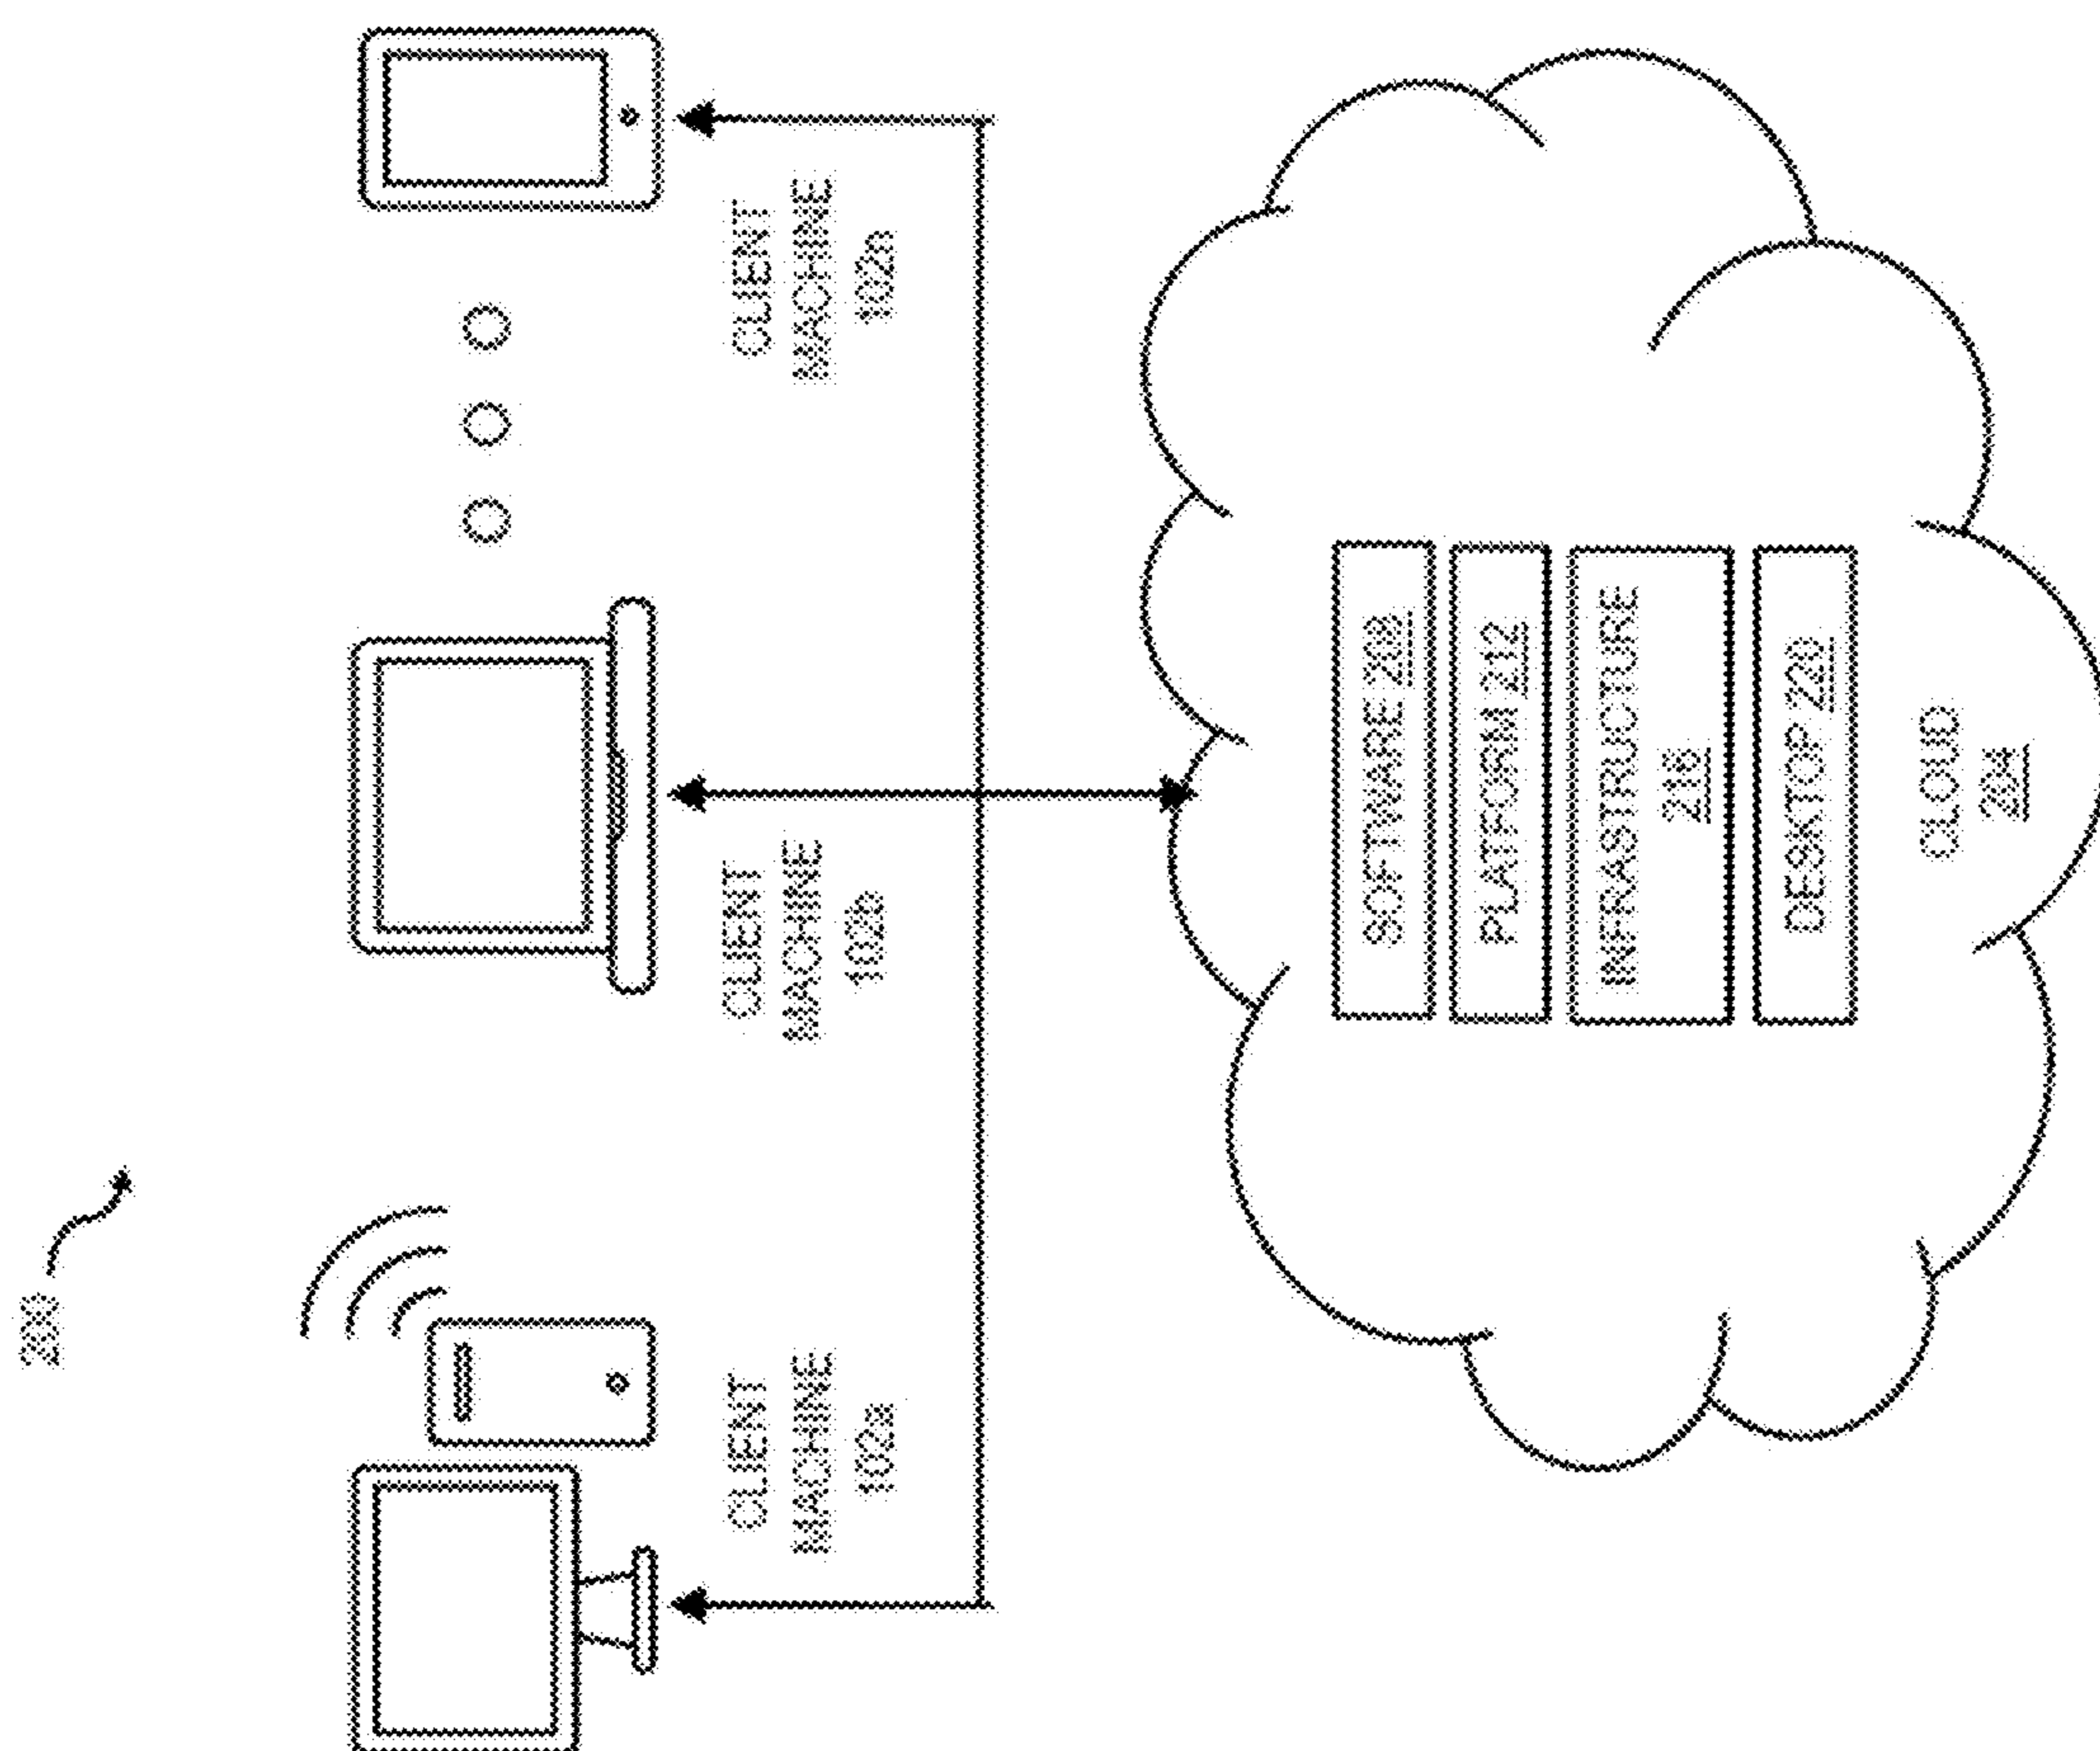 200
CLIENT
MACHINE
102a
CLIENT
MACHINE
102b
CLIENT
MACHINE
102n
SOFTWARE 208
PLATFORM 212
INFRASTRUCTURE
216
DESKTOP 220
CLOUD
204